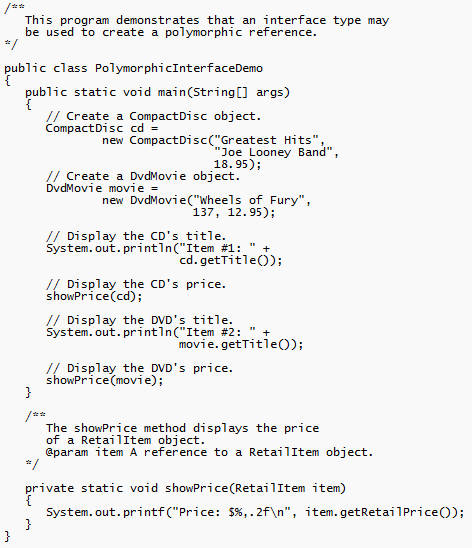 /**
   This program demonstrates that an interface type may
   be used to create a polymorphic reference.
*/
public class PolymorphicInterfaceDemo
{
   public static void main(String[] args)
   {
      // Create a CompactDisc object.
      CompactDisc cd =
              new CompactDisc("Greatest Hits",
                              "Joe Looney Band",
                              18.95);
      // Create a DvdMovie object.
      DvdMovie movie =
              new DvdMovie("Wheels of Fury",
                           137, 12.95);
      // Display the CD's title.
      System.out.println("Item #1: " +
                         cd.getTitle());
      // Display the CD's price.
      showPrice(cd);
      // Display the DVD's title.
      System.out.println("Item #2: " +
                         movie.getTitle());
      // Display the DVD's price.
      showPrice(movie);
   }
   /**
      The showPrice method displays the price
      of a RetailItem object.
      @param item A reference to a RetailItem object.
   */
   private static void showPrice(RetailItem item)
   {
      System.out.printf("Price: $%,.2f\n", item.getRetailPrice());
   }
}